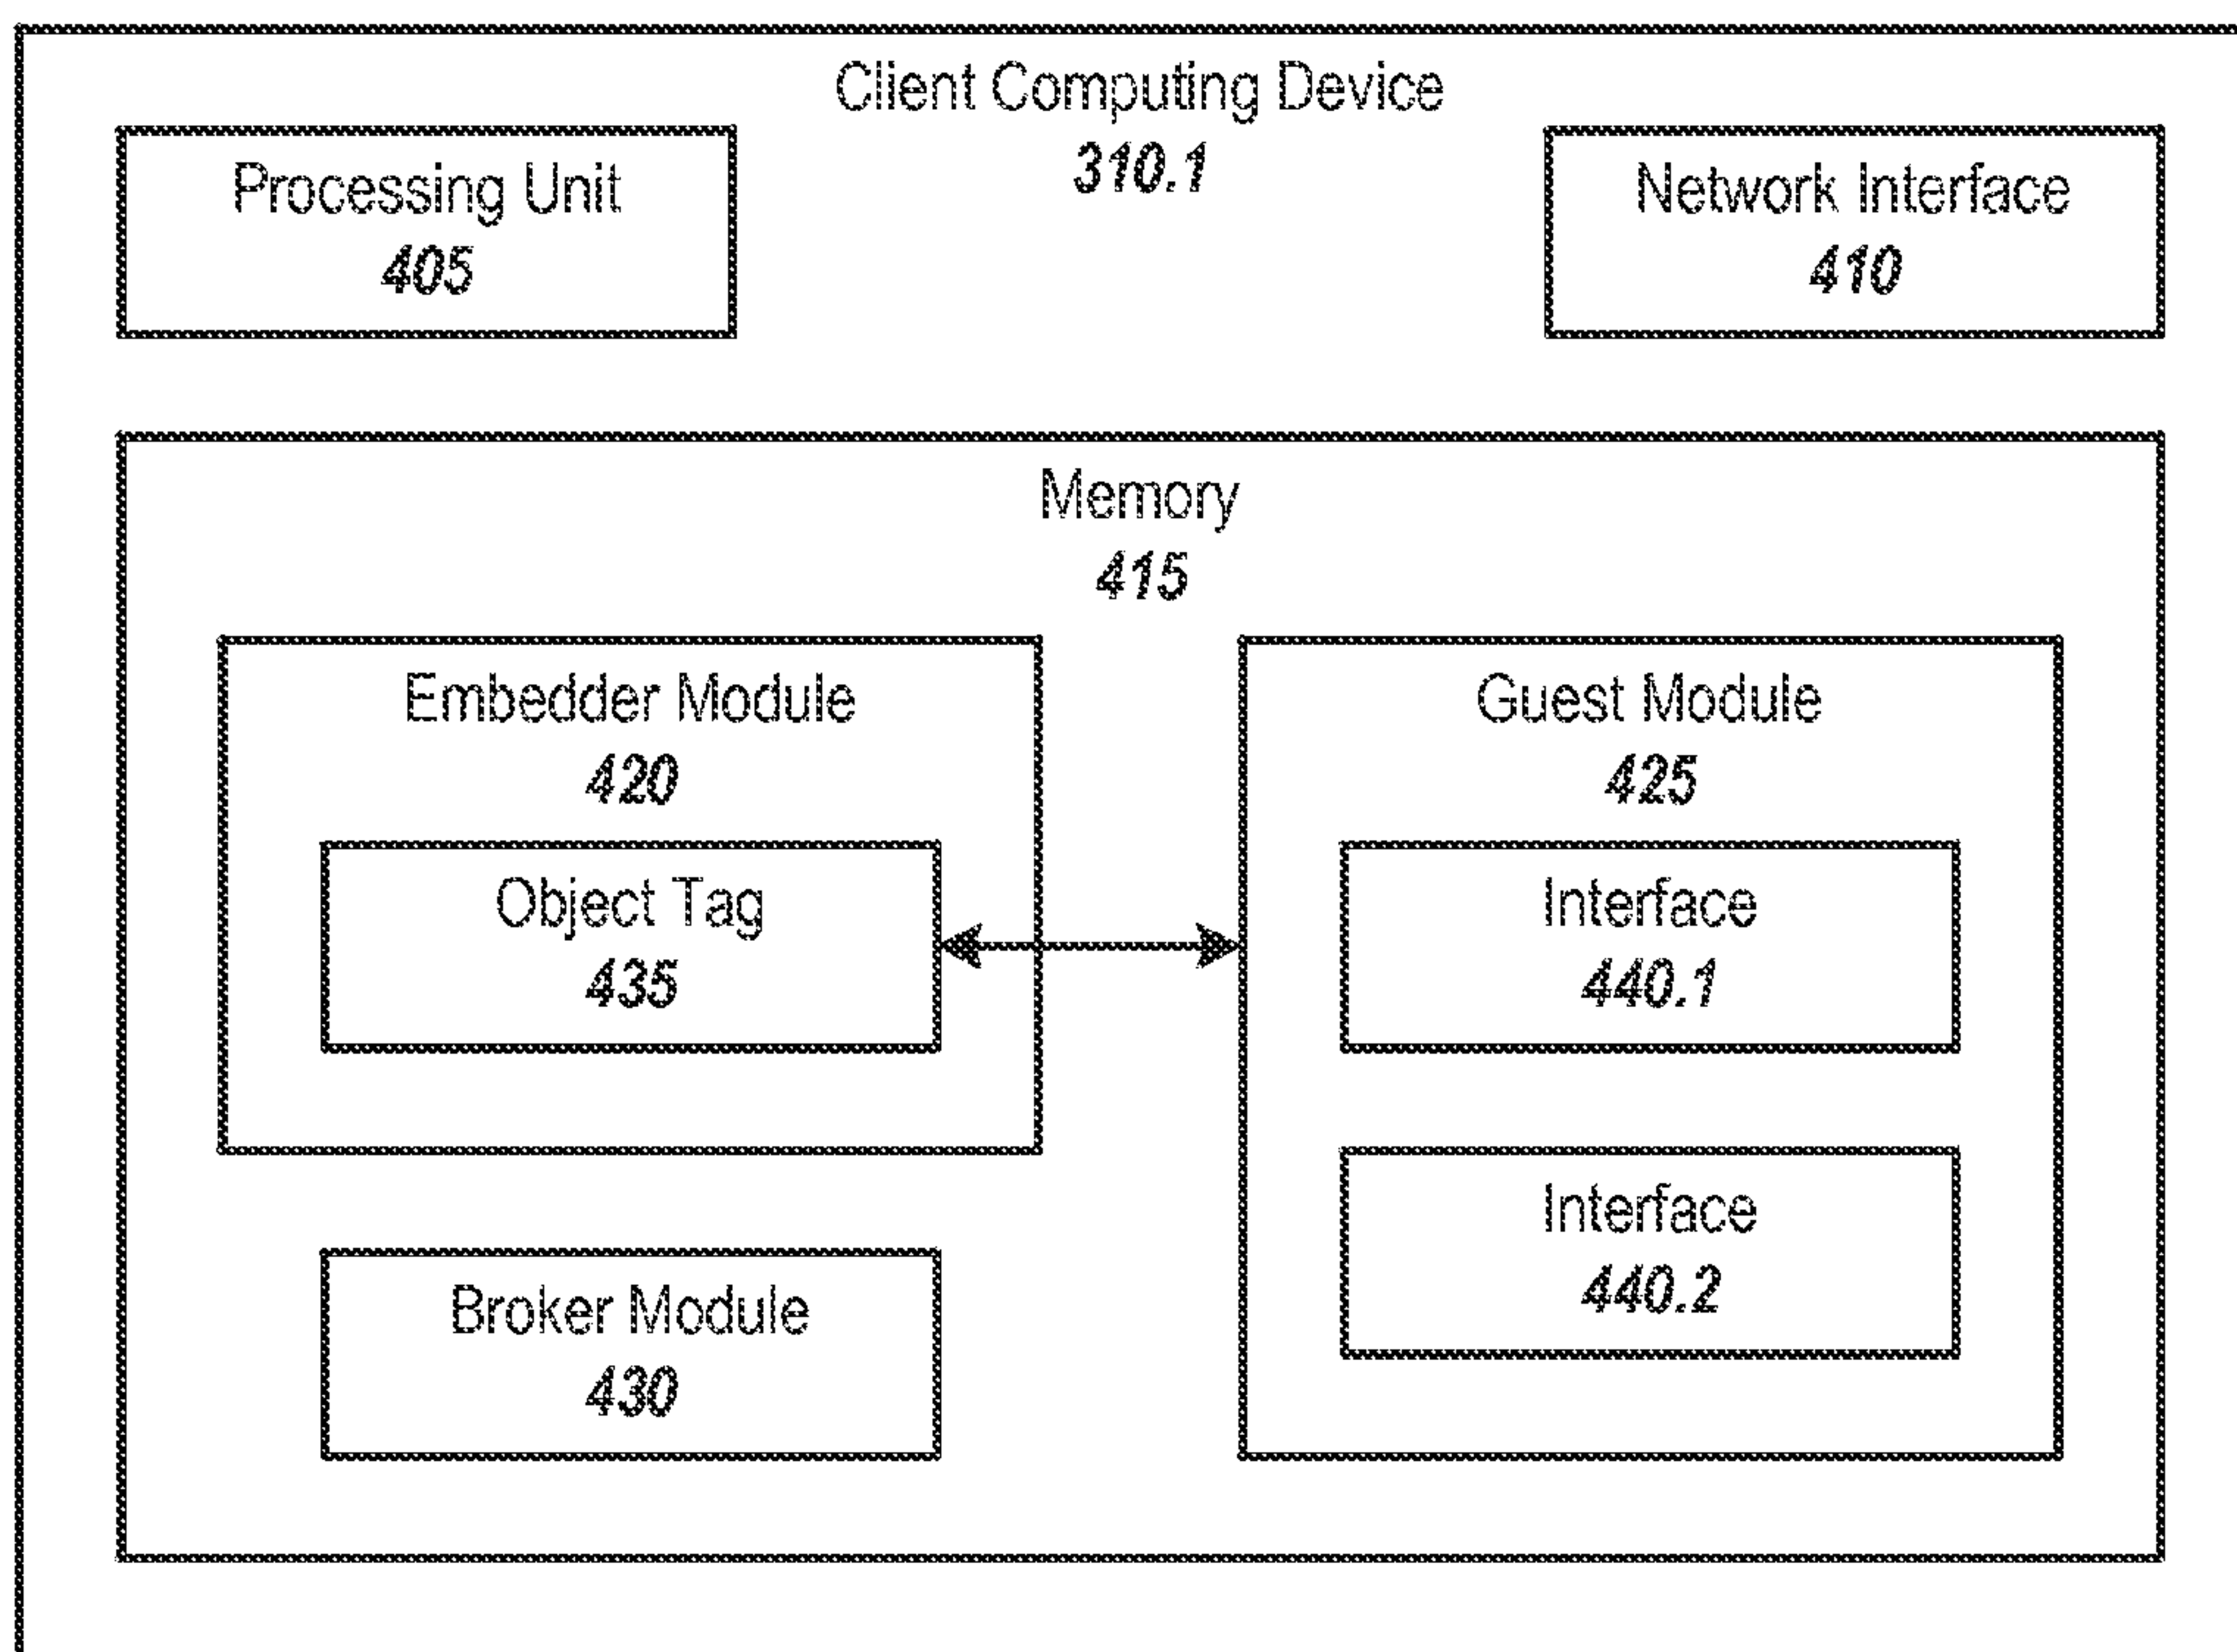 Client Computing Device
310.1
Processing Unit
405
Network Interface
410
Memory
415
Embedder Module
420
Object Tag
435
Guest Module
425
Interface
440.1
Interface
440.2
Broker Module
430